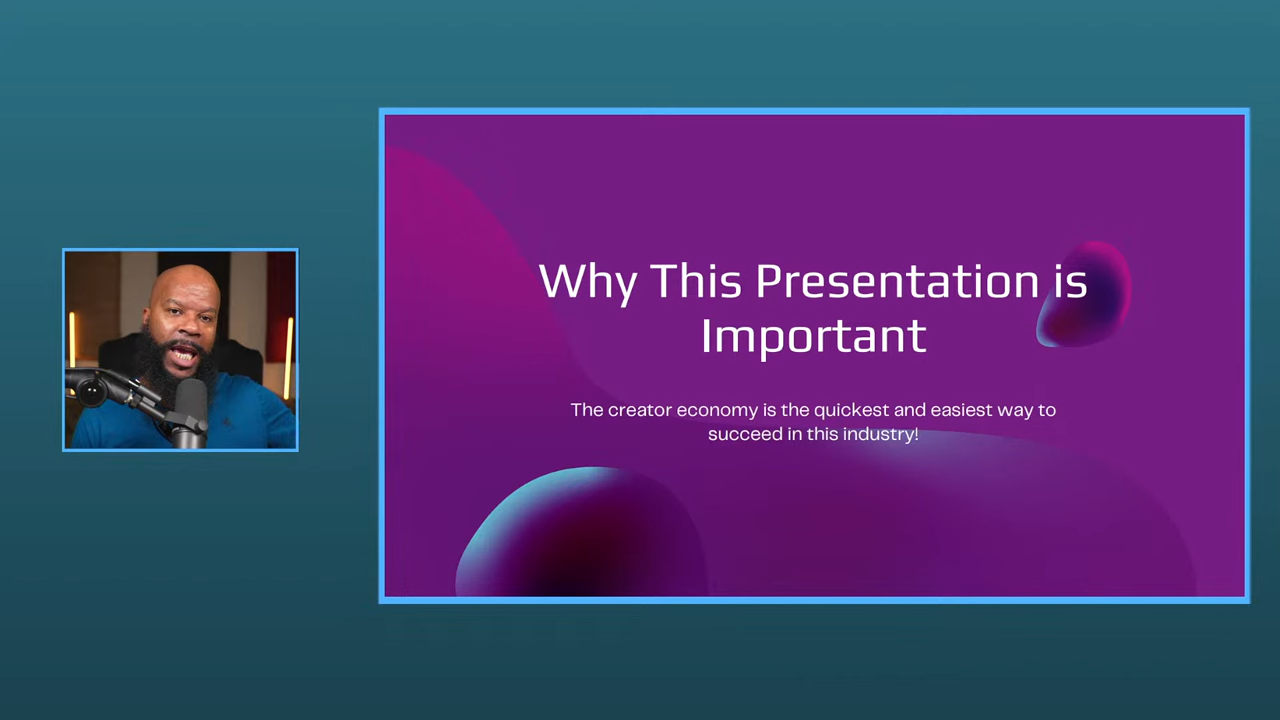 Why This Presentation is
Important
The creator economy is the quickest and easiest way to
succeed in this industry!